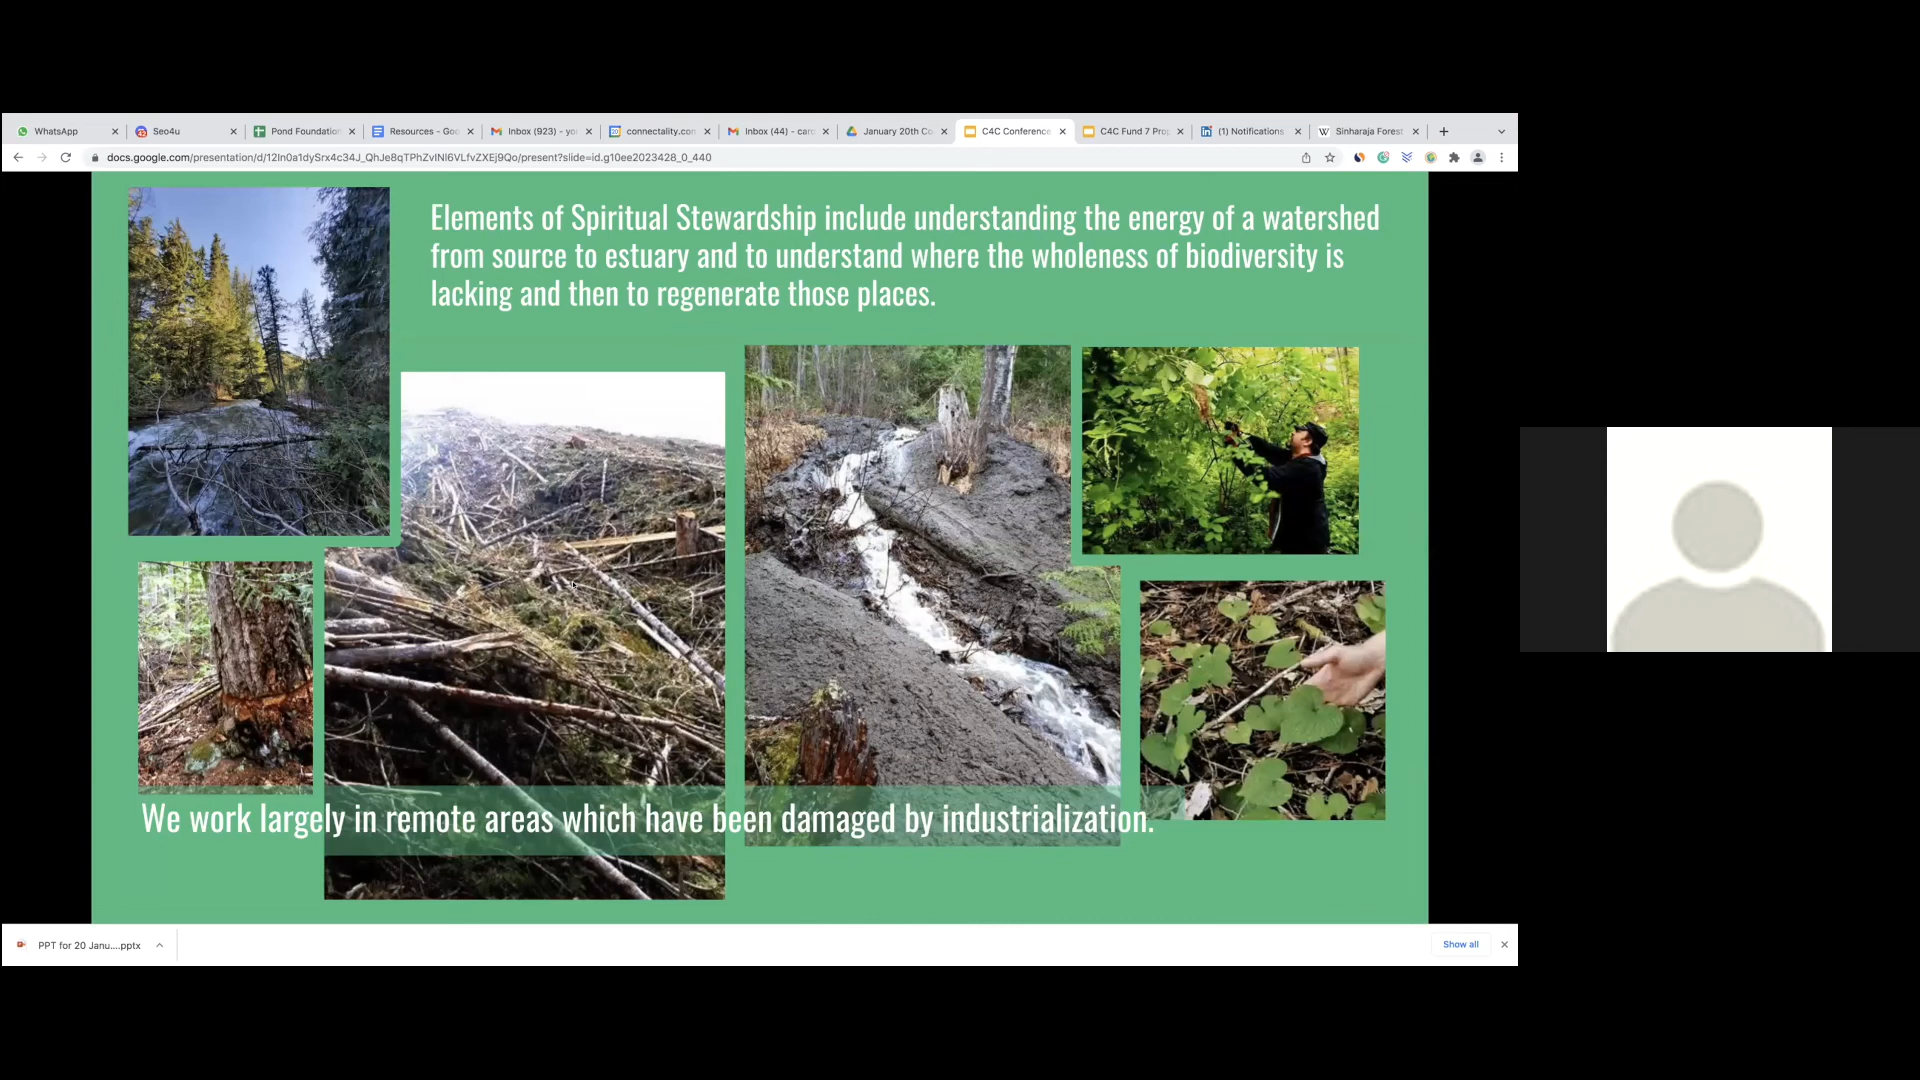 WhatsApp
Seo4u
Pond Foundation
Resources - Goo
Inbox (923) - yo
connectality.com
Inbox (44) - caro
January 20th Co
C4C Conference
C4C Fund 7 Prop
(1) Notifications
Sinharaja Forest
docs.google.com/presentation/d/12In0a1dySrx4c34J_QhJe8qTPhZvINl6VLfvZXEj9Qo/present?slide=id.g10ee2023428_0_440
Elements of Spiritual Stewardship include understanding the energy of a watershed
from source to estuary and to understand where the wholeness of biodiversity is
lacking and then to regenerate those places.
We work largely in remote areas which have been damaged by industrialization.
PPT for 20 Janu....pptx
Show all